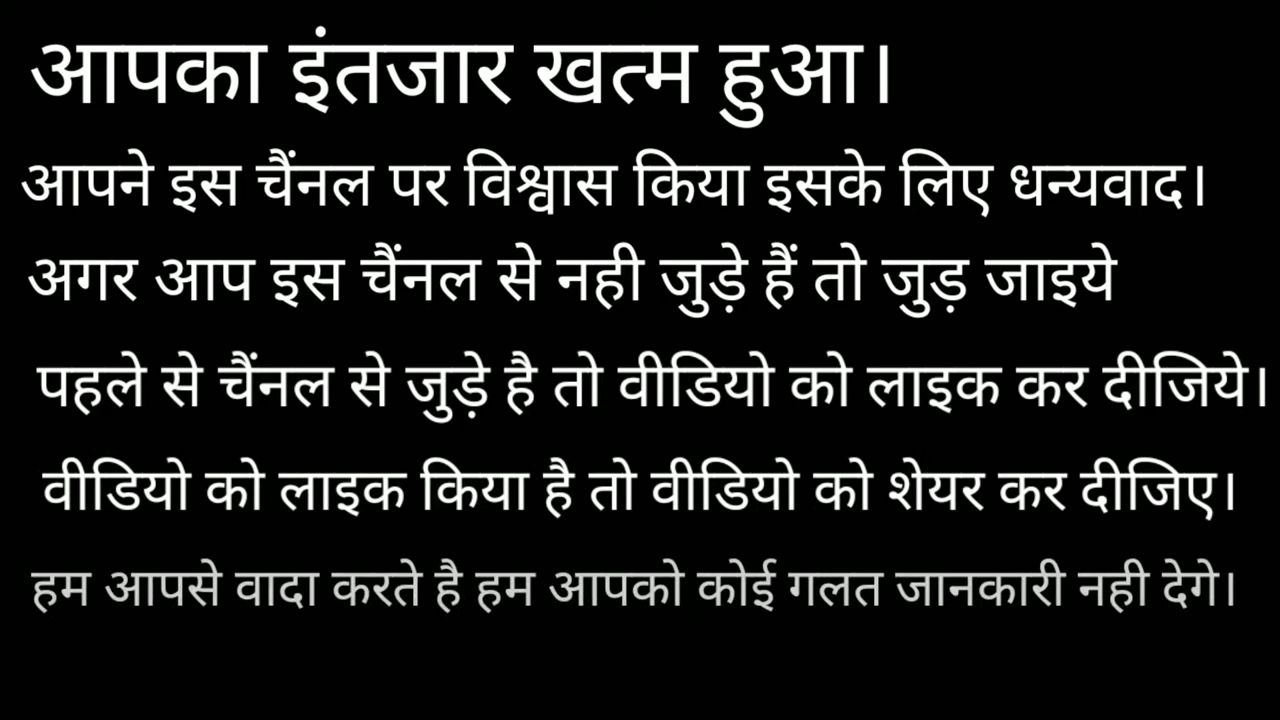 आपका इंतजार खत्म हुआ।
आपने इस चैंनल पर विश्वास किया इसके लिए धन्यवाद।
अगर आप इस चैंनल से नही जुड़े हैं तो जुड़ जाइये
पहले से चैंनल से जुड़े है तो वीडियो को लाइक कर दीजिये।
वीडियो को लाइक किया है तो वीडियो को शेयर कर दीजिए।
हम आपसे वादा करते है हम आपको कोई गलत जानकारी नही देगे।